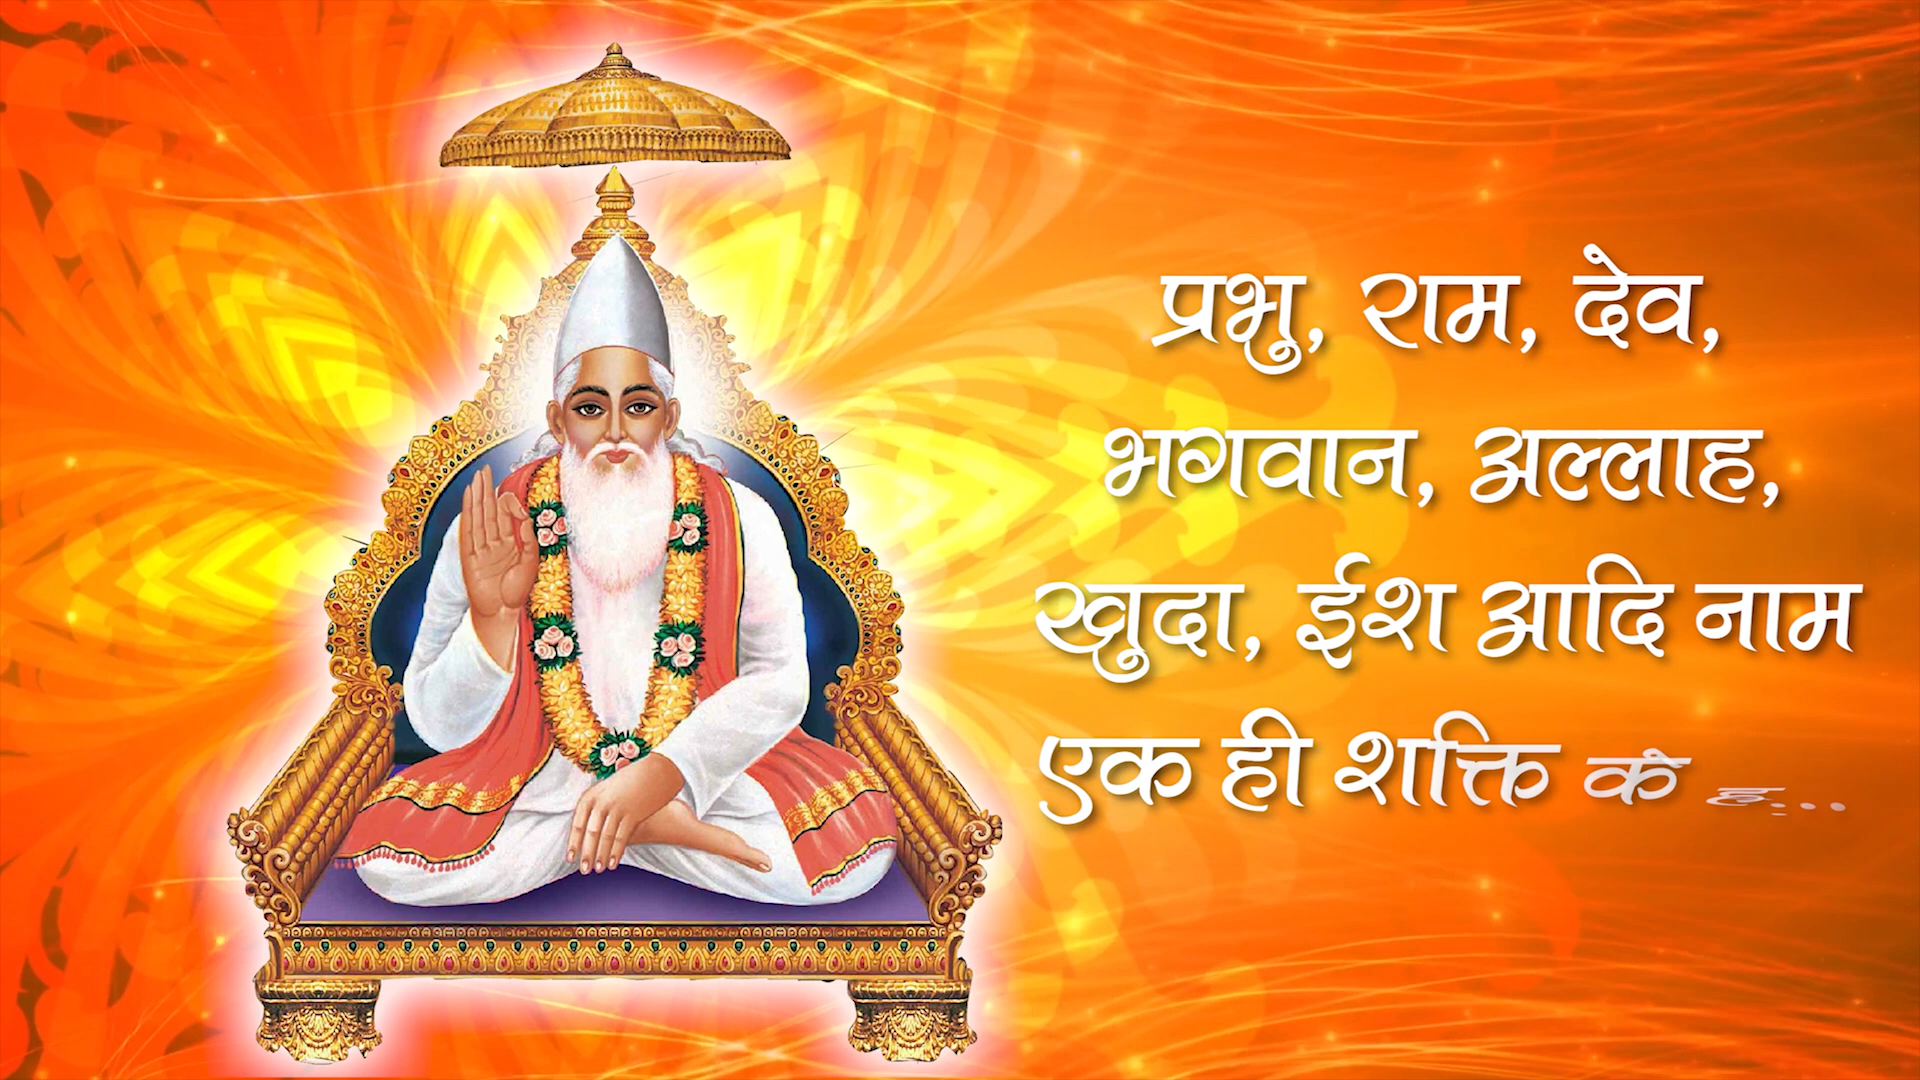 प्रभु, राम, देव,
भगवान, अल्लाह,
खुदा, ईश आदि नाम
एक ही शक्ति के